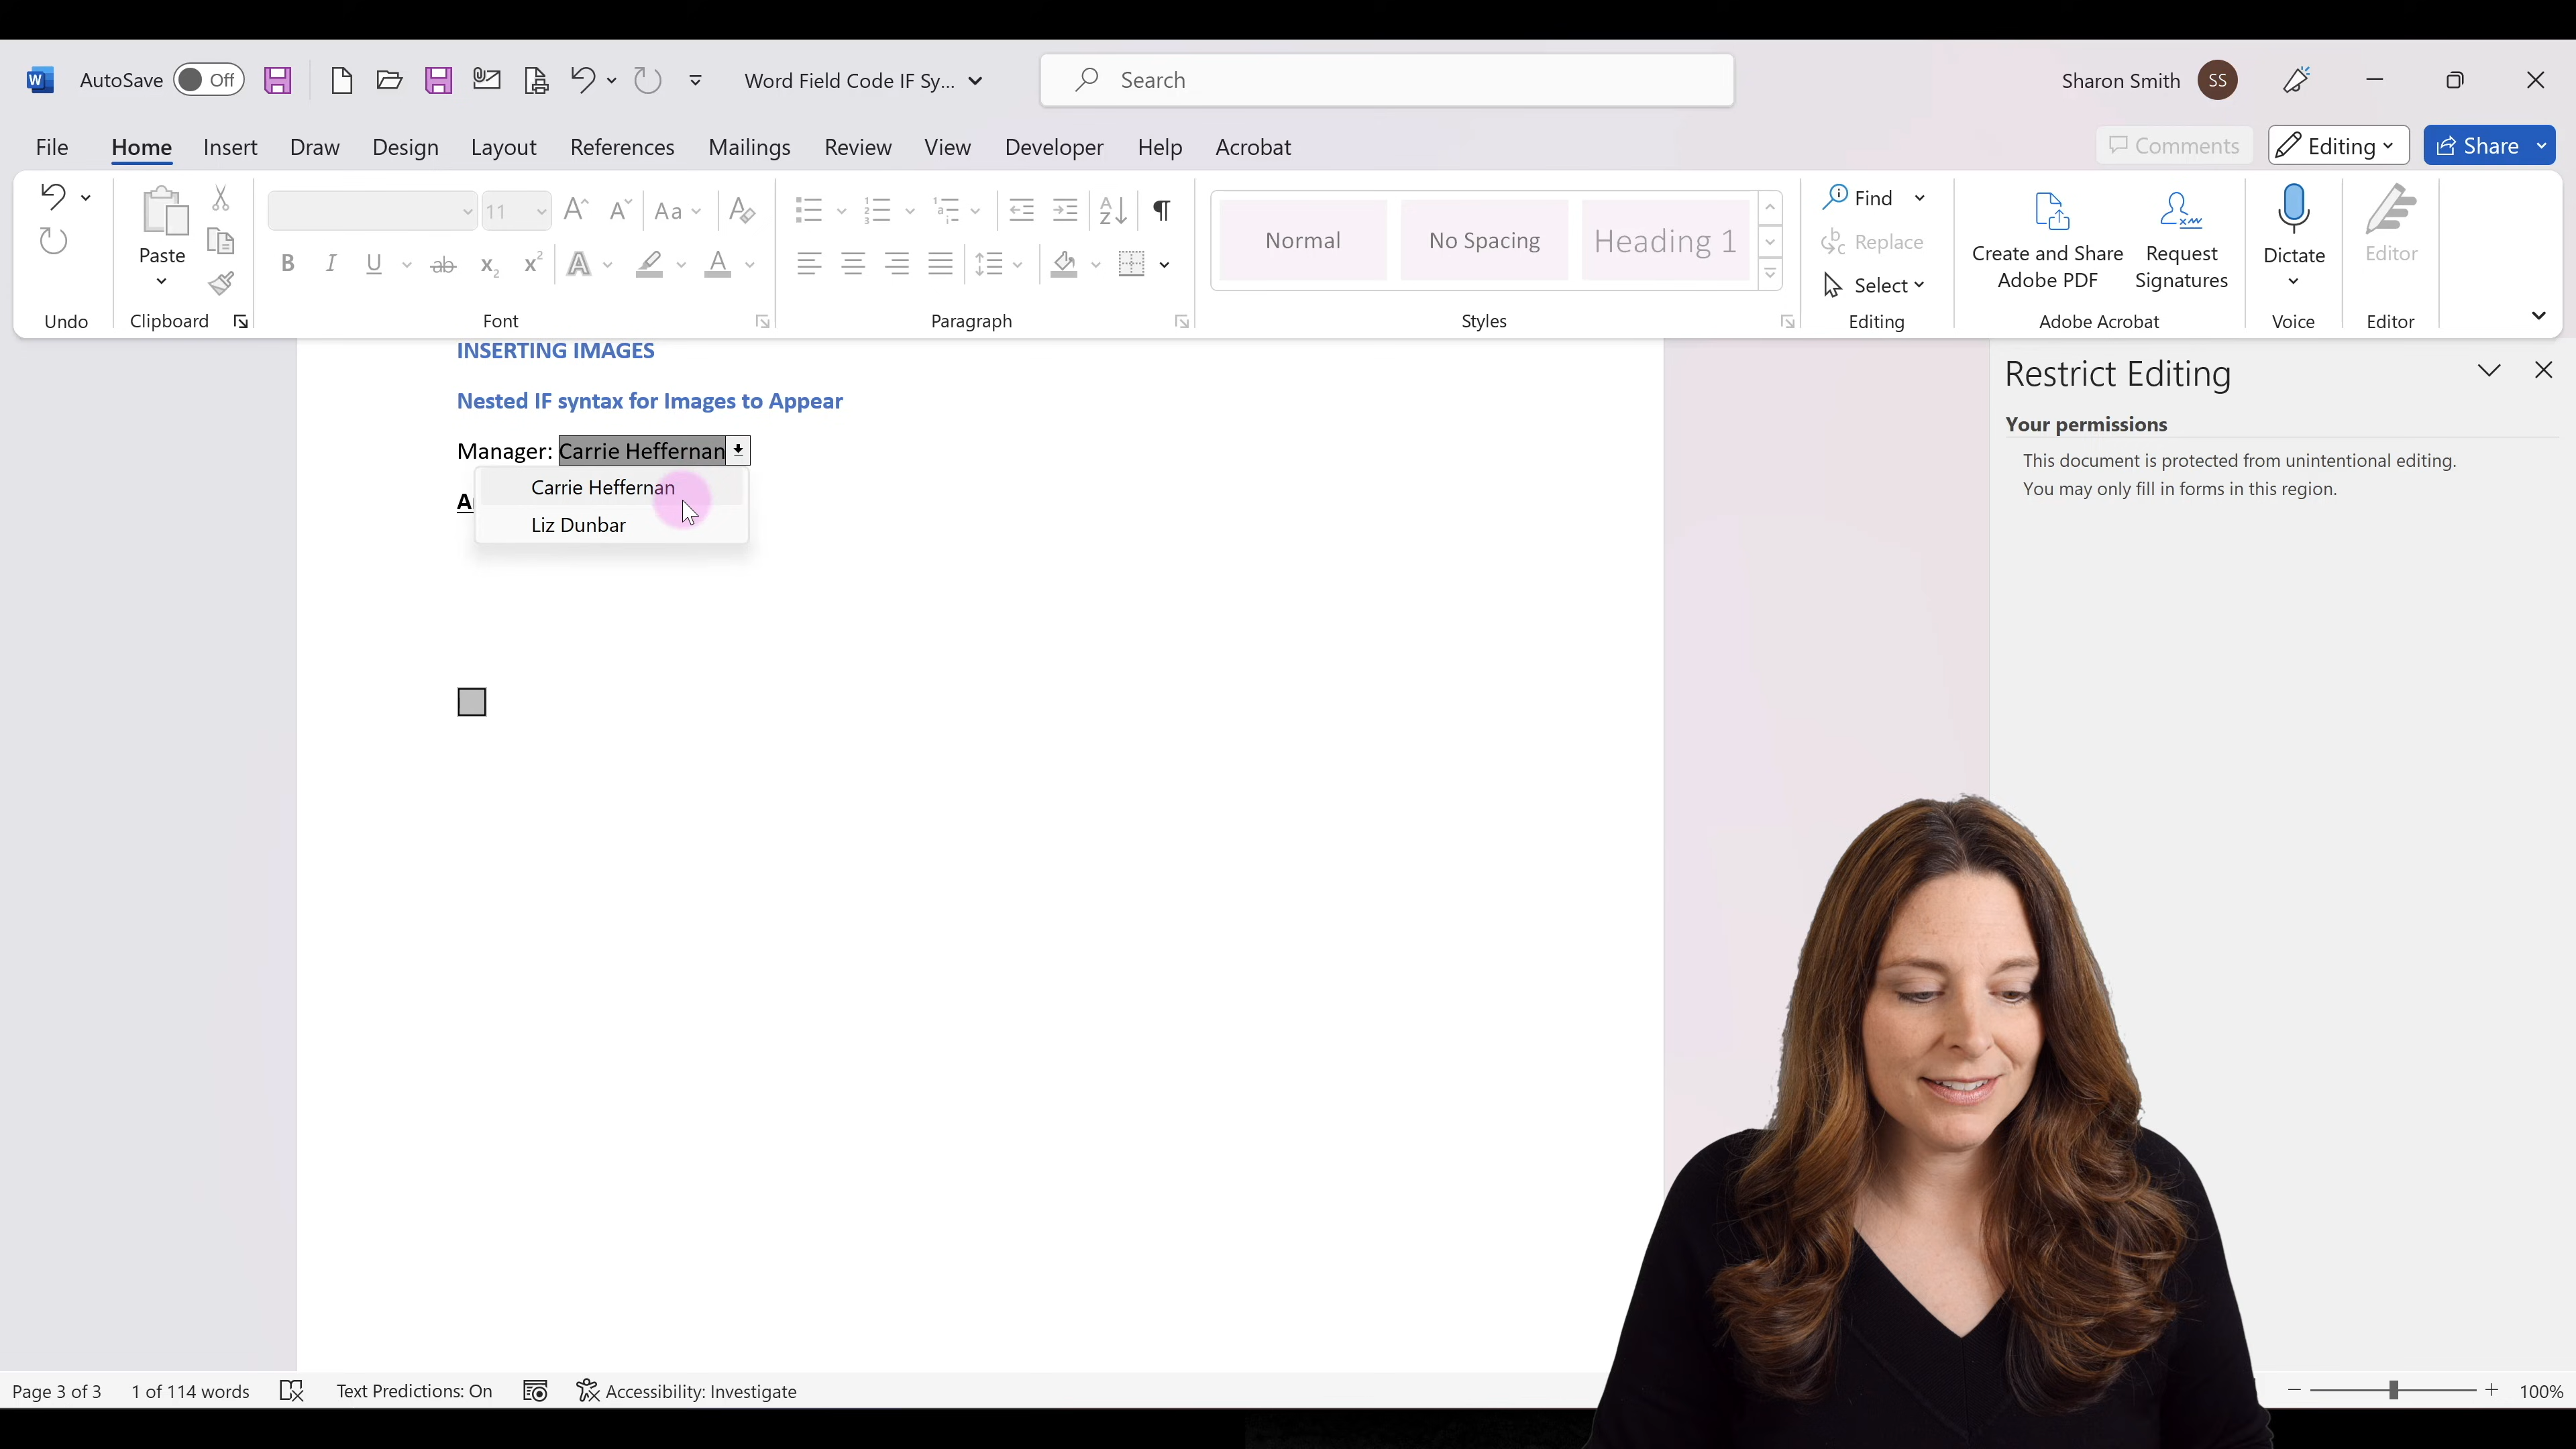 AutoSave Off Word Field Code IF Sy... Search Sharon Smith SS
File Home Insert Draw Design Layout References Mailings Review View Developer Help Acrobat Comments Editing Share
Paste
11
Aa
B I U ab x2 x2 A A
Normal No Spacing Heading 1
Find
Replace
Select
Create and Share Adobe PDF
Request Signatures
Dictate
Editor
Undo Clipboard Font Paragraph Styles Editing Adobe Acrobat Voice Editor
INSERTING IMAGES
Nested IF syntax for Images to Appear
Manager: Carrie Heffernan
Carrie Heffernan
Liz Dunbar
Restrict Editing
Your permissions
This document is protected from unintentional editing.
You may only fill in forms in this region.
Page 3 of 3 1 of 114 words Text Predictions: On Accessibility: Investigate 100%